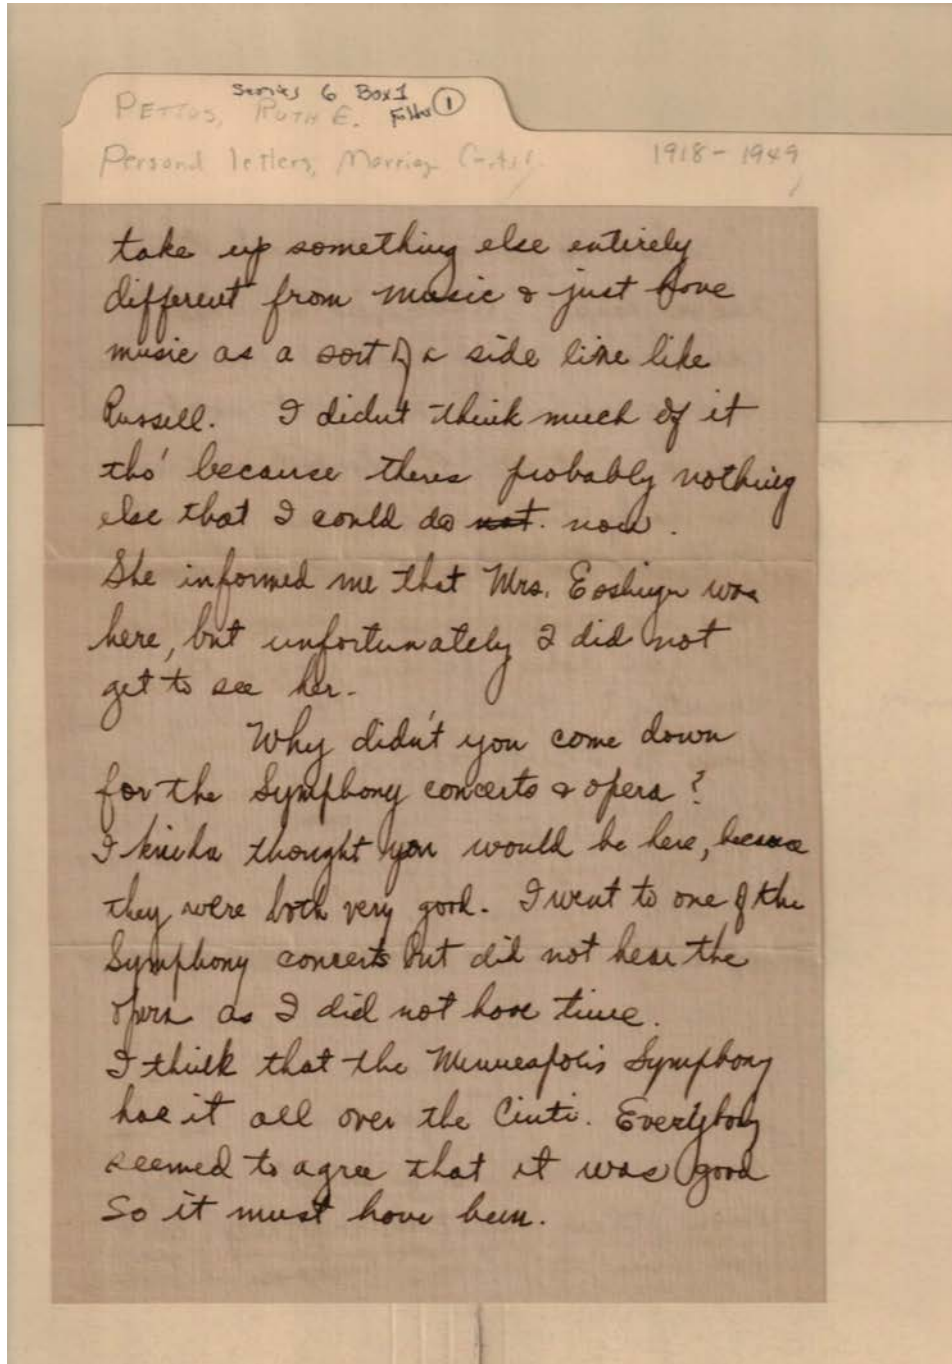 Series 6 Box 1
PETTUS, RUTH E. Folder 1
Personal letters, Marriage Certif. 1918-1949
take up something else entirely
different from music & just have
music as a sort of a side line like
Russell. I didnt think much of it
tho' because theres probably nothing
else that I could do not. now.
She informed me that Mrs. was
here, but unfortunately I did not
get to see her.
Why didn't you come down
for the Symphony concerts & opera?
I kinda thought you would be here, because
they were both very good. I went to one of the
Symphony concerts but did not hear the
opera as I did not have time.
I think that the Minneapolis Symphony
has it all over the Cinti. Everybody
seemed to agree that it was good
So it must have been.